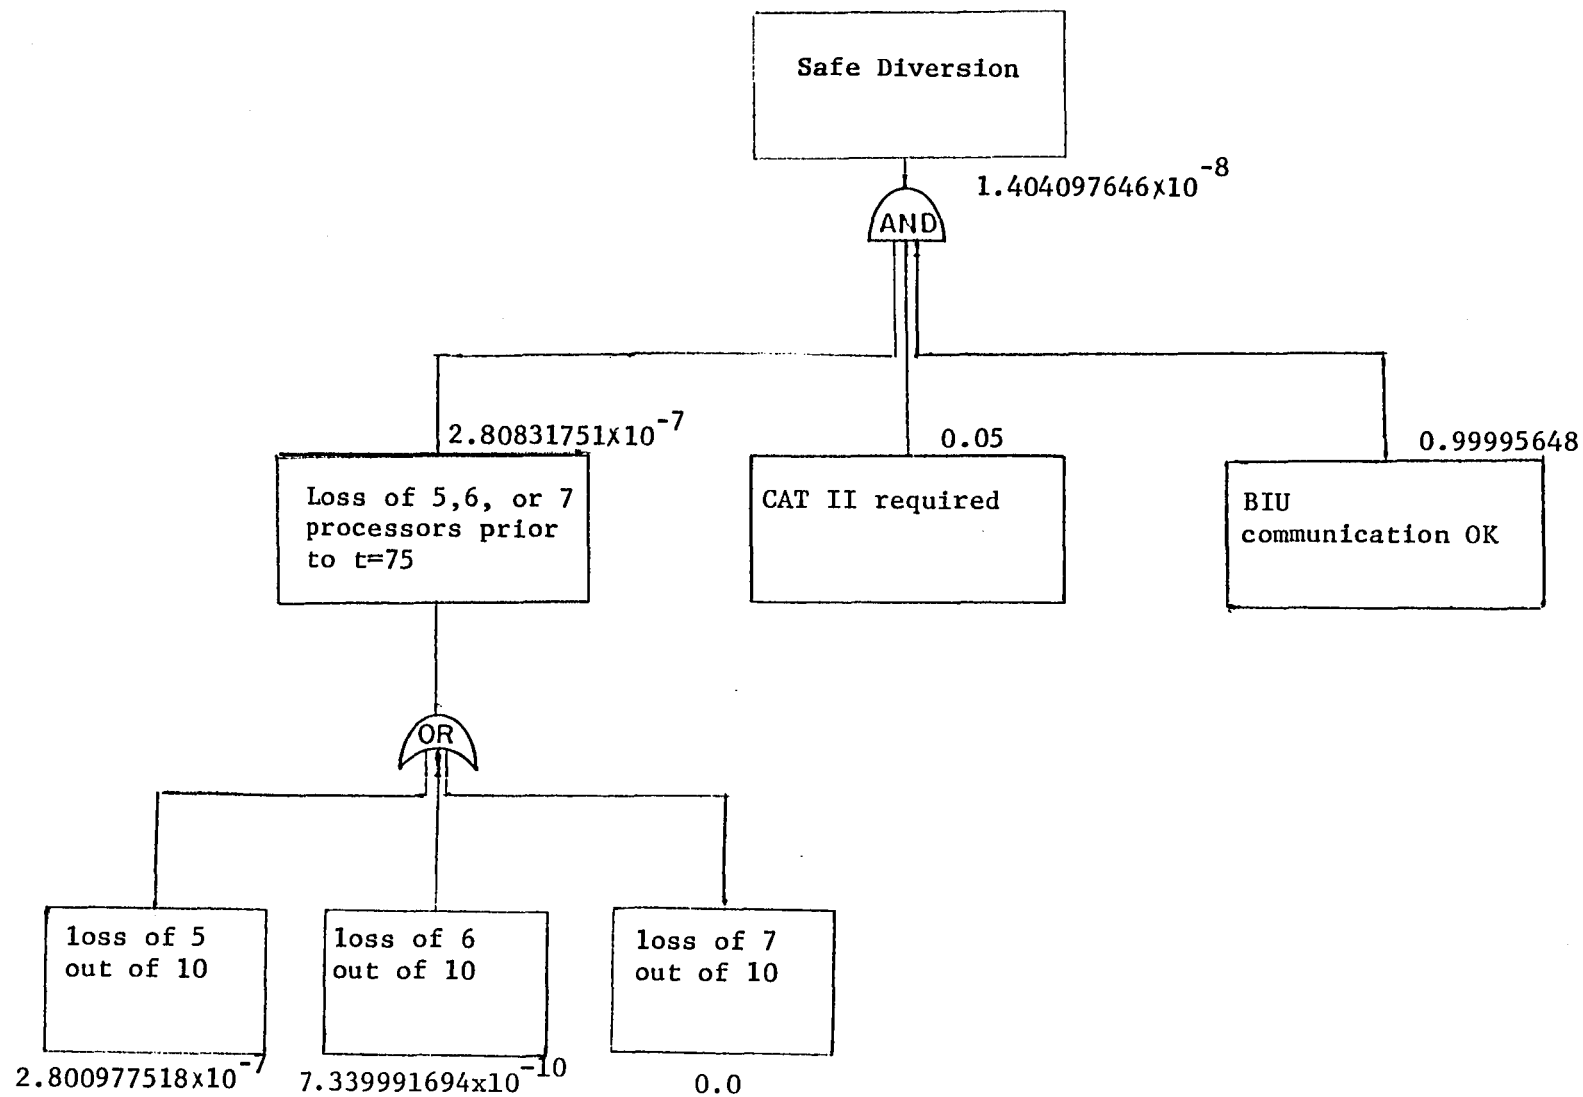 Safe Diversion
1.404097646x10^-8
AND
2.80831751x10^-7
0.05
0.99995648
Loss of 5,6, or 7
processors prior
to t=75
CAT II required
BIU
communication OK
OR
loss of 5
out of 10
loss of 6
out of 10
loss of 7
out of 10
2.800977518x10^-7
7.339991694x10^-10
0.0